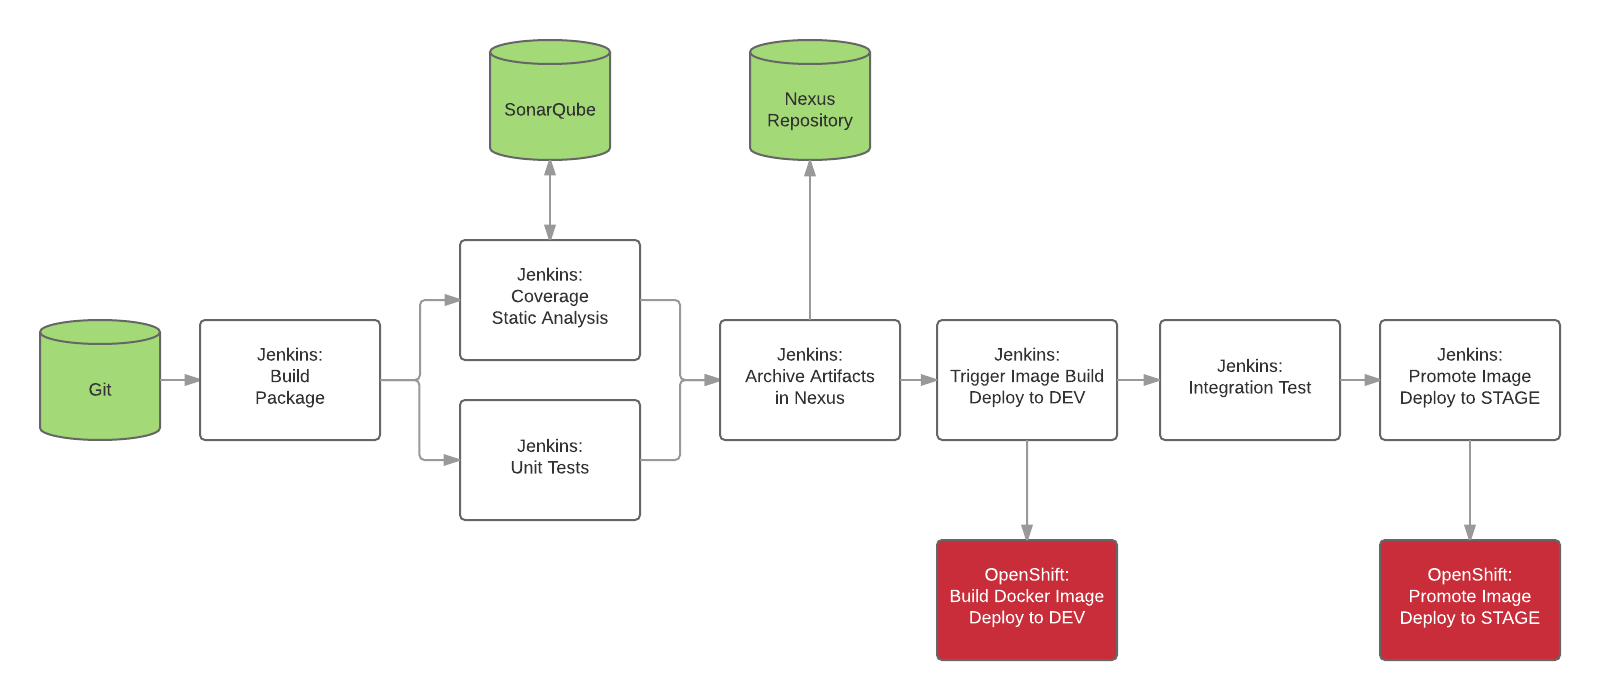 SonarQube
Nexus
Repository
Git
Jenkins:
Build
Package
Jenkins:
Coverage
Static Analysis
Jenkins:
Unit Tests
Jenkins:
Archive Artifacts
in Nexus
Jenkins:
Trigger Image Build
Deploy to DEV
Jenkins:
Integration Test
Jenkins:
Promote Image
Deploy to STAGE
OpenShift:
Build Docker Image
Deploy to DEV
OpenShift:
Promote Image
Deploy to STAGE